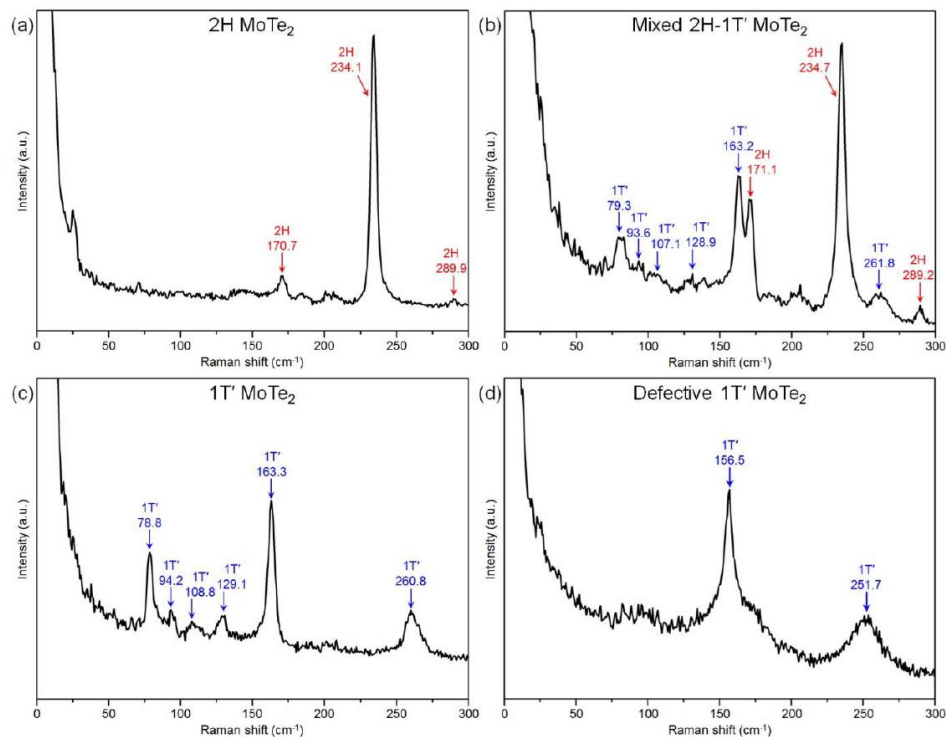 (a)
2H MoTe₂
2H
234.1
2H
170.7
2H
289.9
Intensity (a.u.)
0 50 100 150 200 250 300
Raman shift (cm⁻¹)
(b)
Mixed 2H-1T′ MoTe₂
2H
234.7
1T′
163.2
2H
171.1
1T′
79.3
1T′
93.6
1T′
107.1
1T′
128.9
1T′
261.8
2H
289.2
Intensity (a.u.)
0 50 100 150 200 250 300
Raman shift (cm⁻¹)
(c)
1T′ MoTe₂
1T′
163.3
1T′
78.8
1T′
94.2
1T′
108.8
1T′
129.1
1T′
260.8
Intensity (a.u.)
0 50 100 150 200 250 300
Raman shift (cm⁻¹)
(d)
Defective 1T′ MoTe₂
1T′
156.5
1T′
251.7
Intensity (a.u.)
0 50 100 150 200 250 300
Raman shift (cm⁻¹)